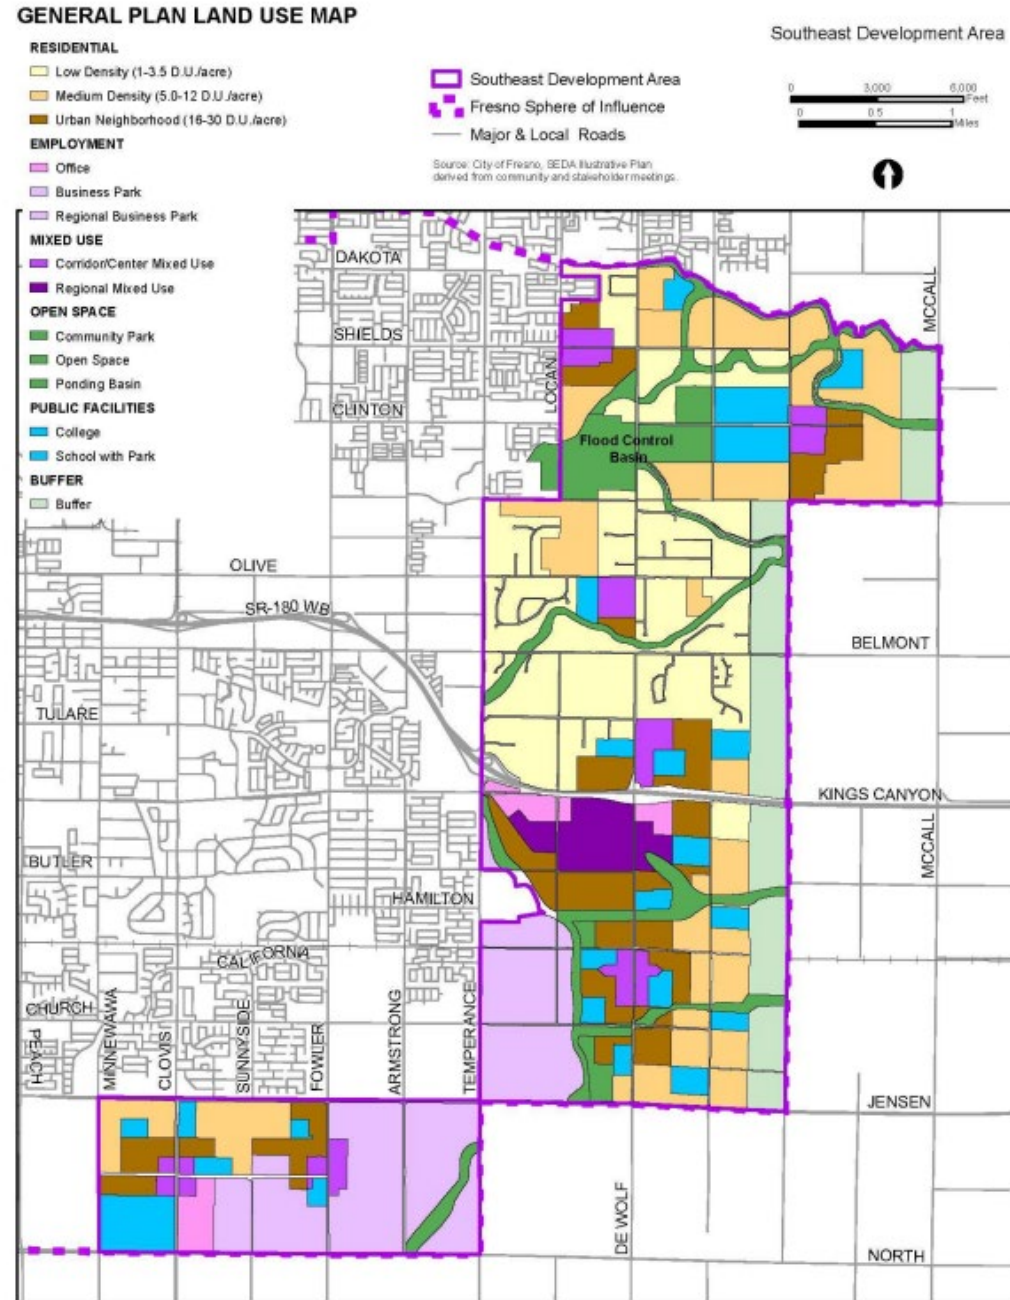 GENERAL PLAN LAND USE MAP
Southeast Development Area
RESIDENTIAL
Low Density (1-3.5 D.U./acre)
Medium Density (5.0-12 D.U./acre)
Urban Neighborhood (16-30 D.U./acre)
EMPLOYMENT
Office
Business Park
Regional Business Park
MIXED USE
Corridor/Center Mixed Use
Regional Mixed Use
OPEN SPACE
Community Park
Open Space
Ponding Basin
PUBLIC FACILITIES
College
School with Park
BUFFER
Buffer
Southeast Development Area
Fresno Sphere of Influence
Major & Local Roads
Source: City of Fresno, SEDA Illustrative Plan
derived from community and stakeholder meetings.
0 3,000 6,000
Feet
0 0.5 1
Miles
DAKOTA
SHIELDS
CLINTON
LOCAN
MCCALL
Flood Control
Basin
OLIVE
SR-180 WB
BELMONT
TULARE
KINGS CANYON
BUTLER
HAMILTON
MCCALL
CALIFORNIA
CHURCH
PEACH
MINNEWAWA
CLOVIS
SUNNYSIDE
FOWLER
ARMSTRONG
TEMPERANCE
JENSEN
DE WOLF
NORTH